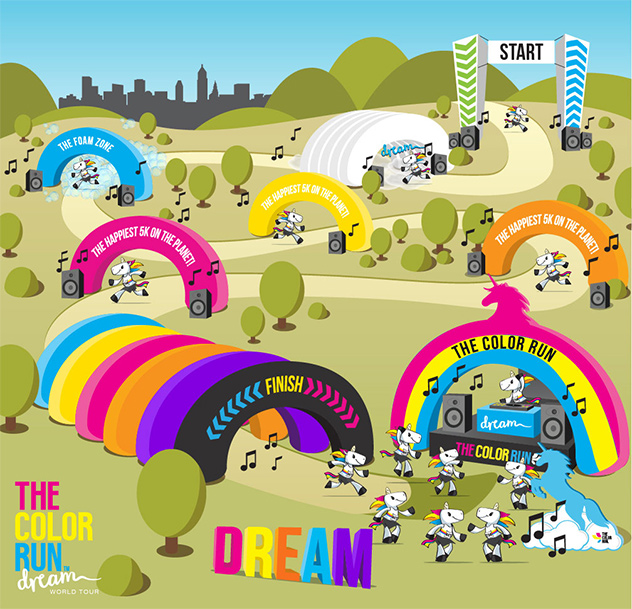 START
THE FOAM ZONE
dream
THE HAPPIEST 5K ON THE PLANET!
THE HAPPIEST 5K ON THE PLANET!
THE HAPPIEST 5K ON THE PLANET!
THE COLOR RUN
FINISH
dream
THE COLOR RUN
THE
COLOR
RUN™
dream
WORLD TOUR
DREAM